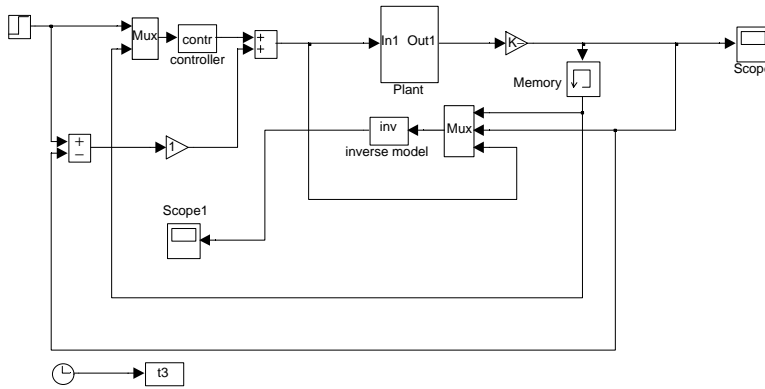 Mux
contr
controller
+
+
In1 Out1
Plant
K
Scope
Memory
Mux
inv
inverse model
+
−
1
Scope1
t3